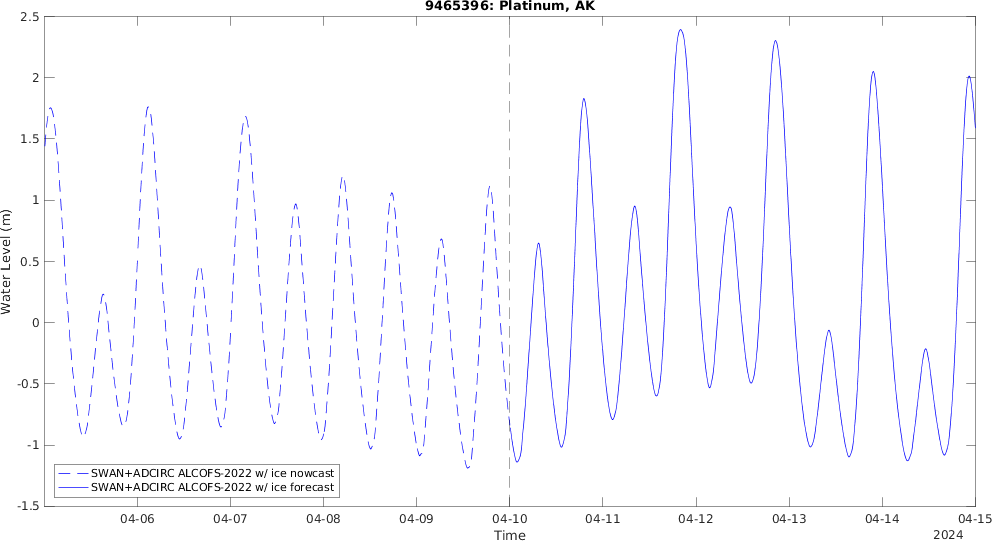 9465396: Platinum, AK
2.5
2
1.5
1
0.5
0
-0.5
-1
-1.5
Water Level (m)
SWAN+ADCIRC ALCOFS-2022 w/ ice nowcast
SWAN+ADCIRC ALCOFS-2022 w/ ice forecast
04-06 04-07 04-08 04-09 04-10 04-11 04-12 04-13 04-14 04-15
Time
2024